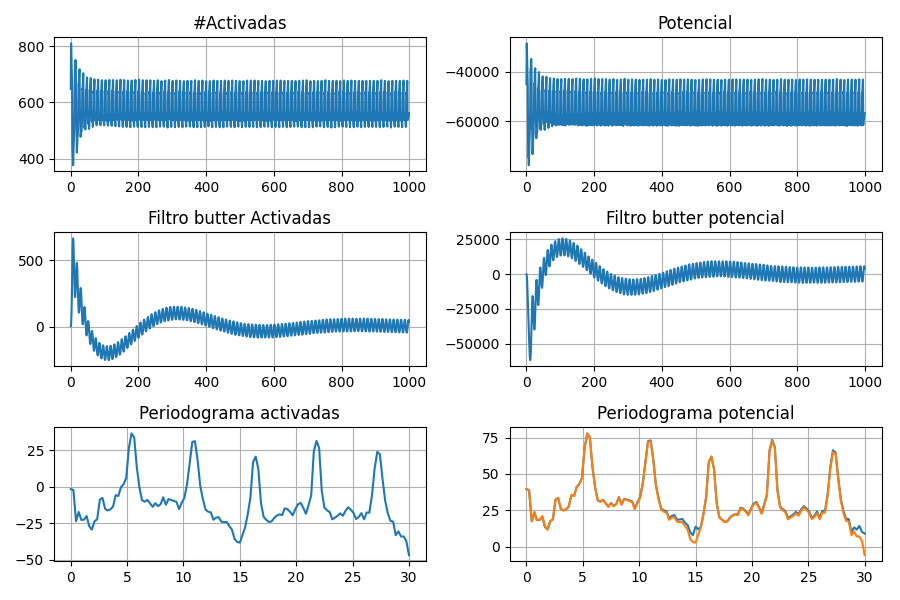 #Activadas
800
600
400
0 200 400 600 800 1000
Potencial
−40000
−60000
0 200 400 600 800 1000
Filtro butter Activadas
500
0
0 200 400 600 800 1000
Filtro butter potencial
25000
0
−25000
−50000
0 200 400 600 800 1000
Periodograma activadas
25
0
−25
−50
0 5 10 15 20 25 30
Periodograma potencial
75
50
25
0
0 5 10 15 20 25 30